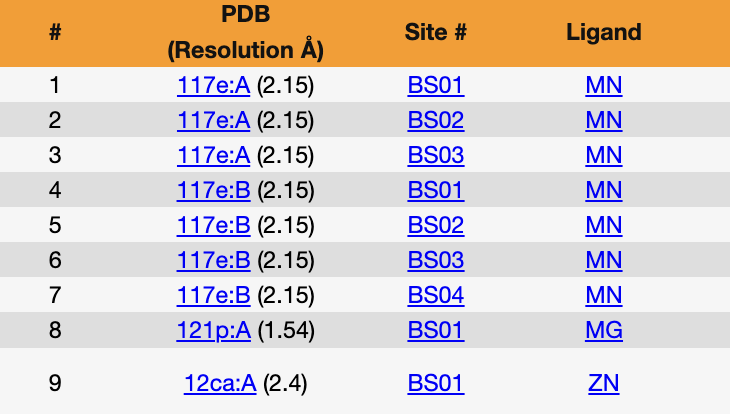 # PDB (Resolution Å) Site # Ligand
1 117e:A (2.15) BS01 MN
2 117e:A (2.15) BS02 MN
3 117e:A (2.15) BS03 MN
4 117e:B (2.15) BS01 MN
5 117e:B (2.15) BS02 MN
6 117e:B (2.15) BS03 MN
7 117e:B (2.15) BS04 MN
8 121p:A (1.54) BS01 MG
9 12ca:A (2.4) BS01 ZN